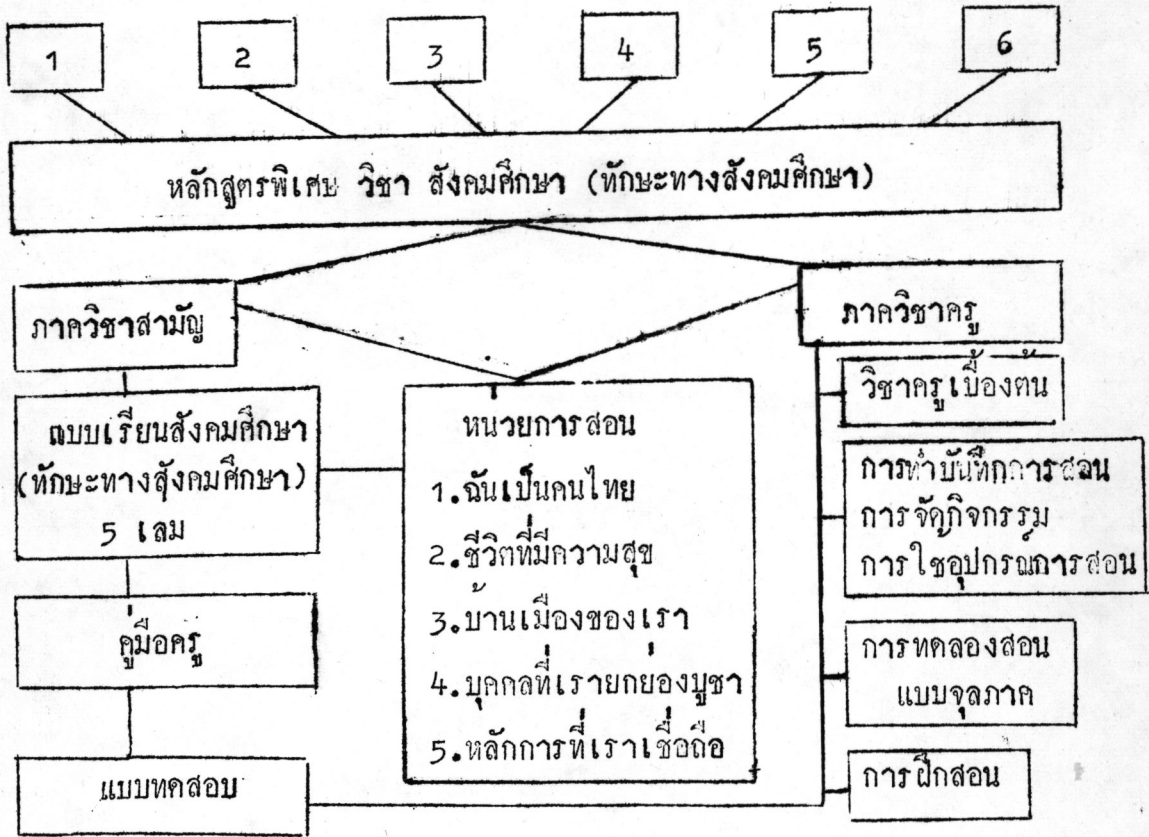 1
2
3
4
5
6
หลักสูตรพิเศษ วิชา สังคมศึกษา (ทักษะทางสังคมศึกษา)
ภาควิชาสามัญ
ภาควิชาครู
แบบเรียนสังคมศึกษา
(ทักษะทางสังคมศึกษา)
5 เล่ม
คู่มือครู
แบบทดสอบ
หน่วยการสอน
1.ฉันเป็นคนไทย
2.ชีวิตที่มีความสุข
3.บ้านเมืองของเรา
4.บุคคลที่เรายกย่องบูชา
5.หลักการที่เราเชื่อถือ
วิชาครูเบื้องต้น
การทำบันทึกการสอน
การจัดกิจกรรม
การใช้อุปกรณ์การสอน
การทดลองสอน
แบบจุลภาค
การฝึกสอน